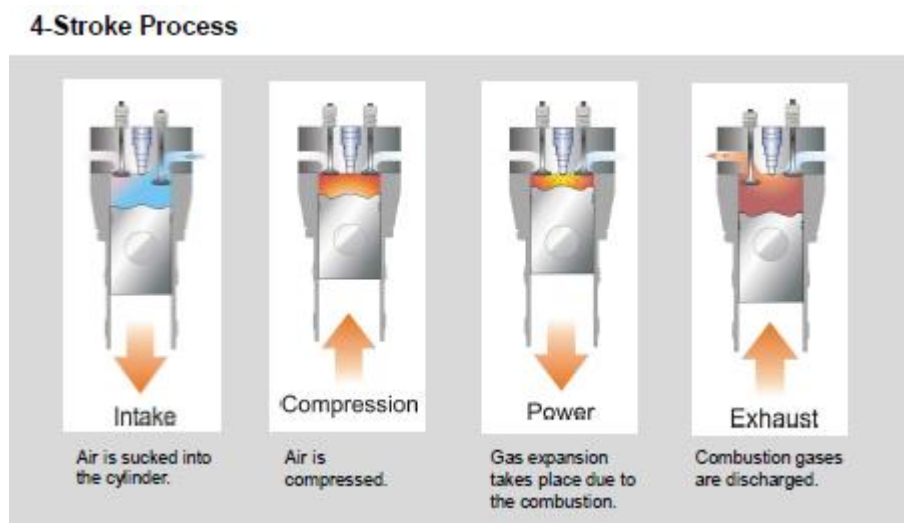 4-Stroke Process
Intake
Compression
Power
Exhaust
Air is sucked into
the cylinder.
Air is
compressed.
Gas expansion
takes place due to
the combustion.
Combustion gases
are discharged.